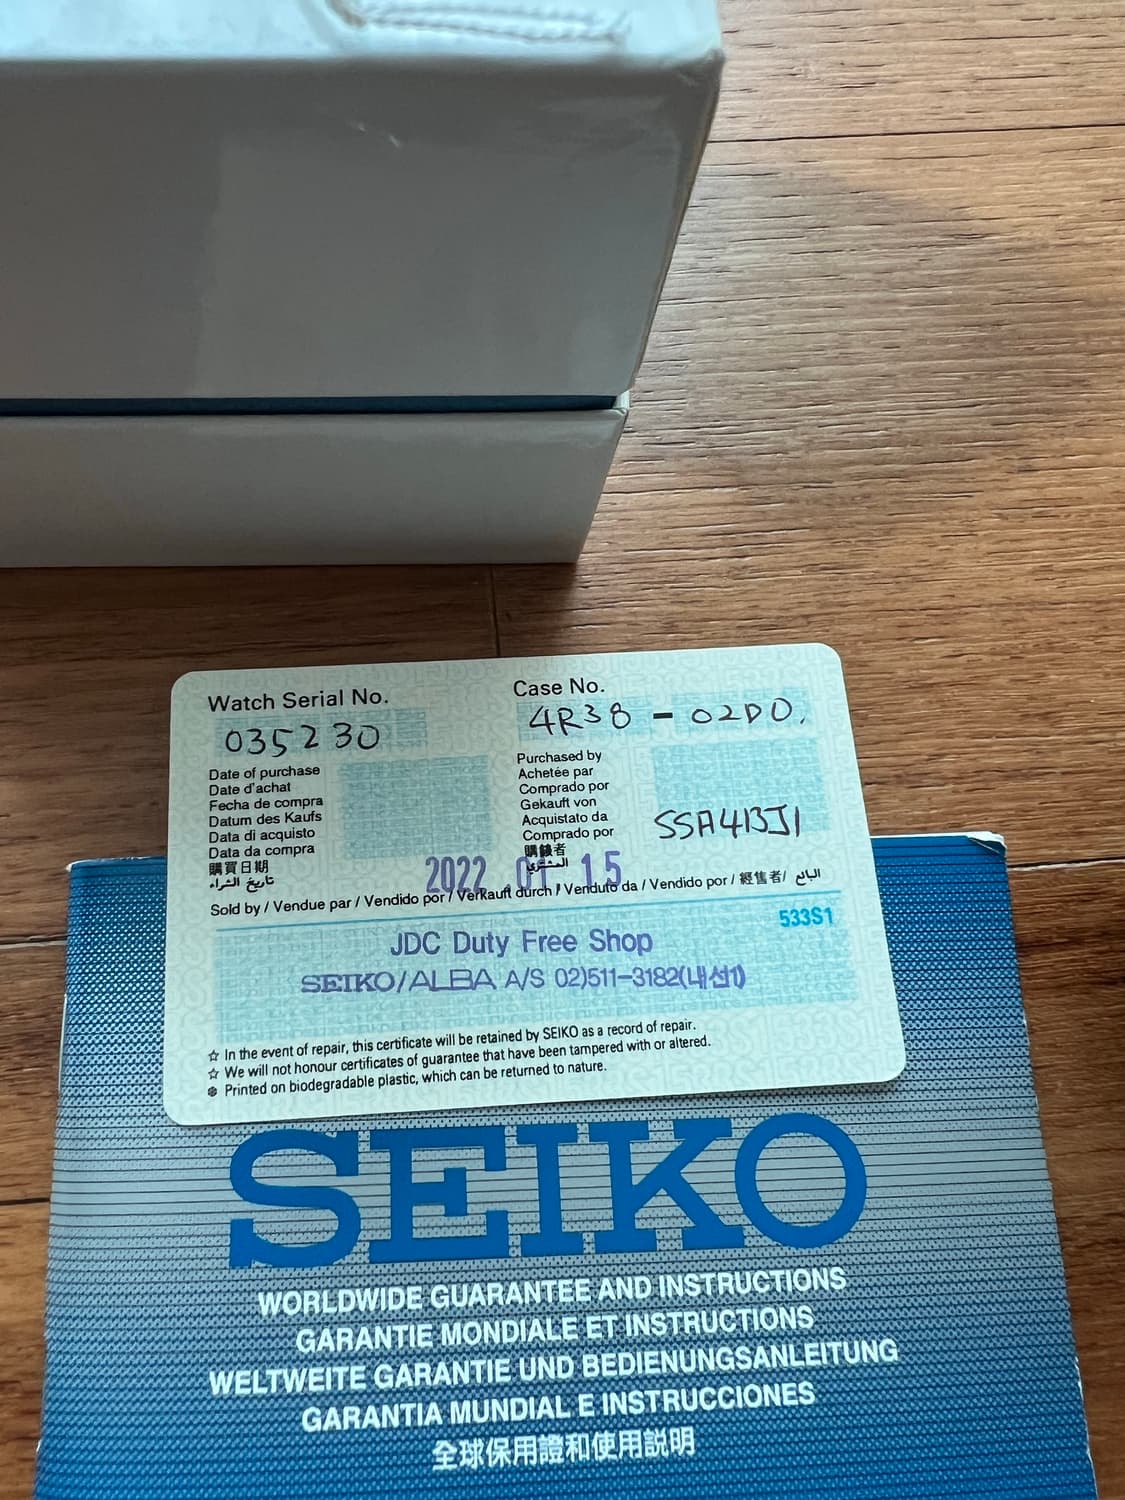 Watch Serial No.
035230
Case No.
4R38 - 02D0.
Date of purchase
Date d'achat
Fecha de compra
Datum des Kaufs
Data di acquisto
Data da compra
購買日期
تاريخ الشراء
Purchased by
Achetée par
Comprado por
Gekauft von
Acquistato da
Comprado por
購錶者
المشتري
SSA413J1
2022 .01 15
Sold by / Vendue par / Vendido por / Verkauft durch / Venduto da / Vendido por / 經售者/ البائع
533S1
JDC Duty Free Shop
SEIKO/ALBA A/S 02)511-3182(내선1)
☆ In the event of repair, this certificate will be retained by SEIKO as a record of repair.
☆ We will not honour certificates of guarantee that have been tampered with or altered.
❁ Printed on biodegradable plastic, which can be returned to nature.
SEIKO
WORLDWIDE GUARANTEE AND INSTRUCTIONS
GARANTIE MONDIALE ET INSTRUCTIONS
WELTWEITE GARANTIE UND BEDIENUNGSANLEITUNG
GARANTIA MUNDIAL E INSTRUCCIONES
全球保用證和使用説明